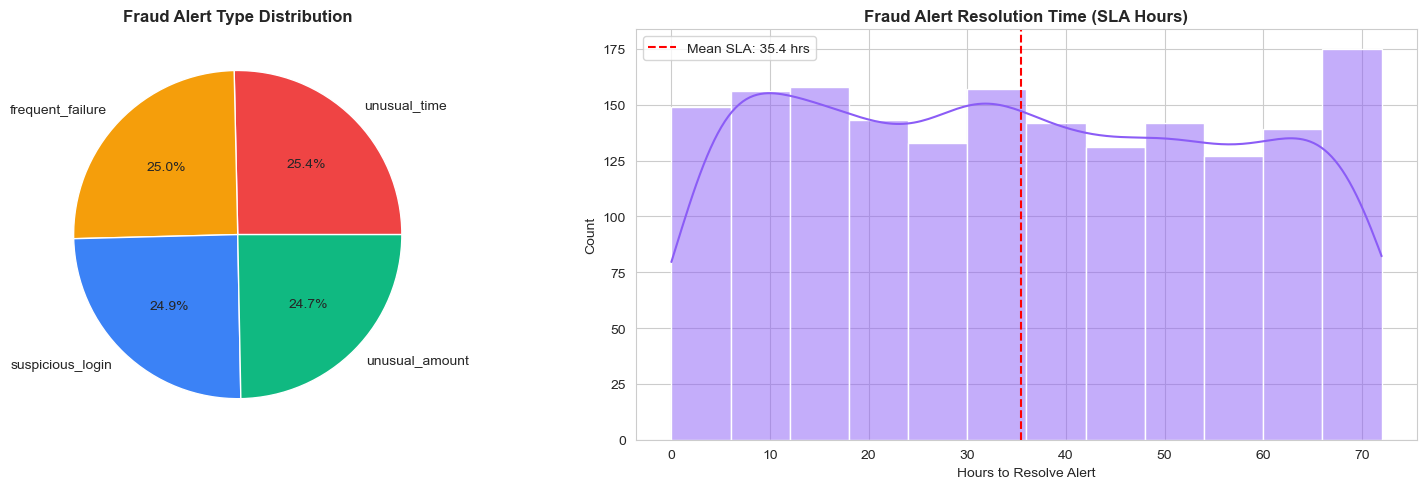 Fraud Alert Type Distribution
unusual_time
frequent_failure
25.4%
25.0%
24.9%
24.7%
suspicious_login
unusual_amount
Fraud Alert Resolution Time (SLA Hours)
Mean SLA: 35.4 hrs
175
150
125
100
75
50
25
0
Count
0 10 20 30 40 50 60 70
Hours to Resolve Alert